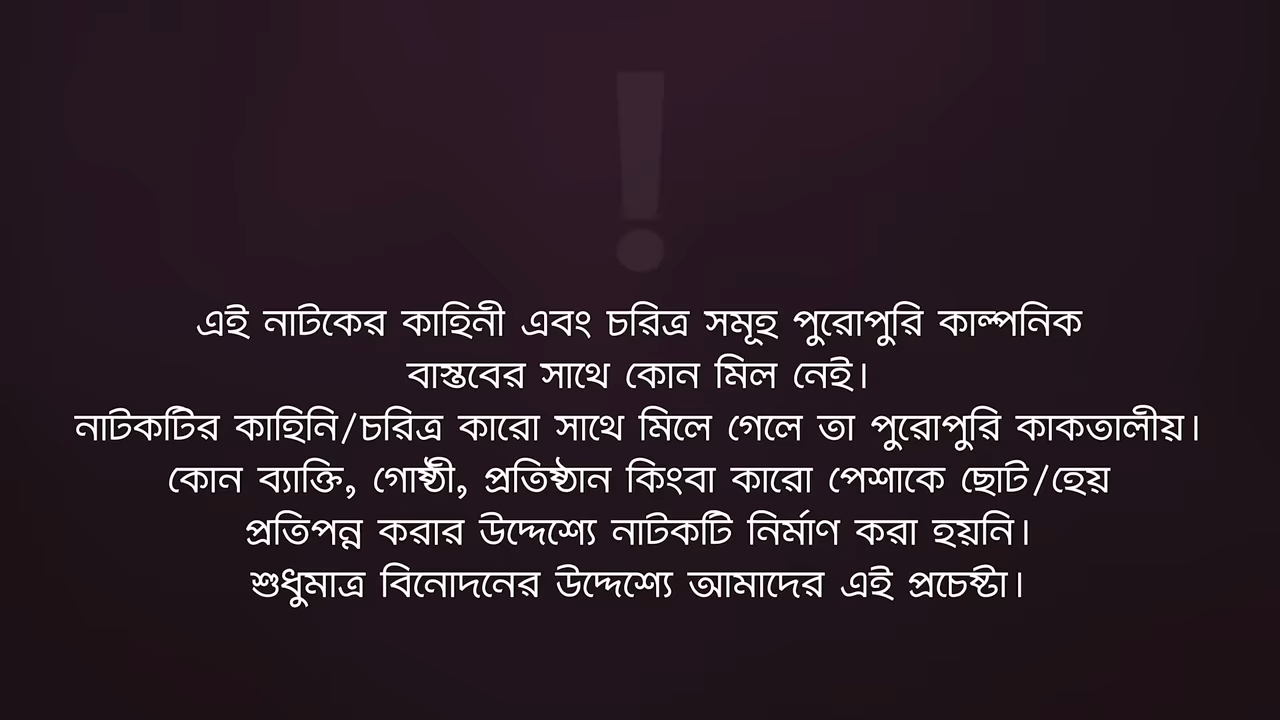 এই নাটকের কাহিনী এবং চরিত্র সমূহ পুরোপুরি কাল্পনিক
বাস্তবের সাথে কোন মিল নেই।
নাটকটির কাহিনি/চরিত্র কারো সাথে মিলে গেলে তা পুরোপুরি কাকতালীয়।
কোন ব্যাক্তি, গোষ্ঠী, প্রতিষ্ঠান কিংবা কারো পেশাকে ছোট/হেয়
প্রতিপন্ন করার উদ্দেশ্যে নাটকটি নির্মাণ করা হয়নি।
শুধুমাত্র বিনোদনের উদ্দেশ্যে আমাদের এই প্রচেষ্টা।